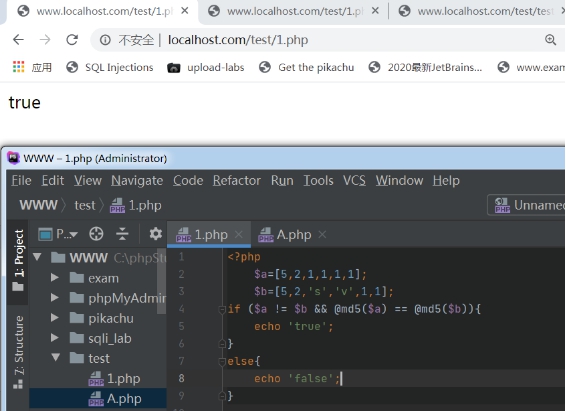 www.localhost.com/test/1.p
www.localhost.com/test/1.
www.localhost.com/test/test
不安全 | localhost.com/test/1.php
应用 SQL Injections upload-labs Get the pikachu 2020最新JetBrains... www.exam
true
WWW – 1.php (Administrator)
File Edit View Navigate Code Refactor Run Tools VCS Window Help
WWW test 1.php Unnamed
P... 1.php A.php
1: Project
Z: Structure
WWW C:\phpSt
exam
phpMyAdmin
pikachu
sqli_lab
test
1.php
A.php
1 <?php
2 $a=[5,2,1,1,1,1];
3 $b=[5,2,'s','v',1,1];
4 if ($a != $b && @md5($a) == @md5($b)){
5 echo 'true';
6 }
7 else{
8 echo 'false';
9 }